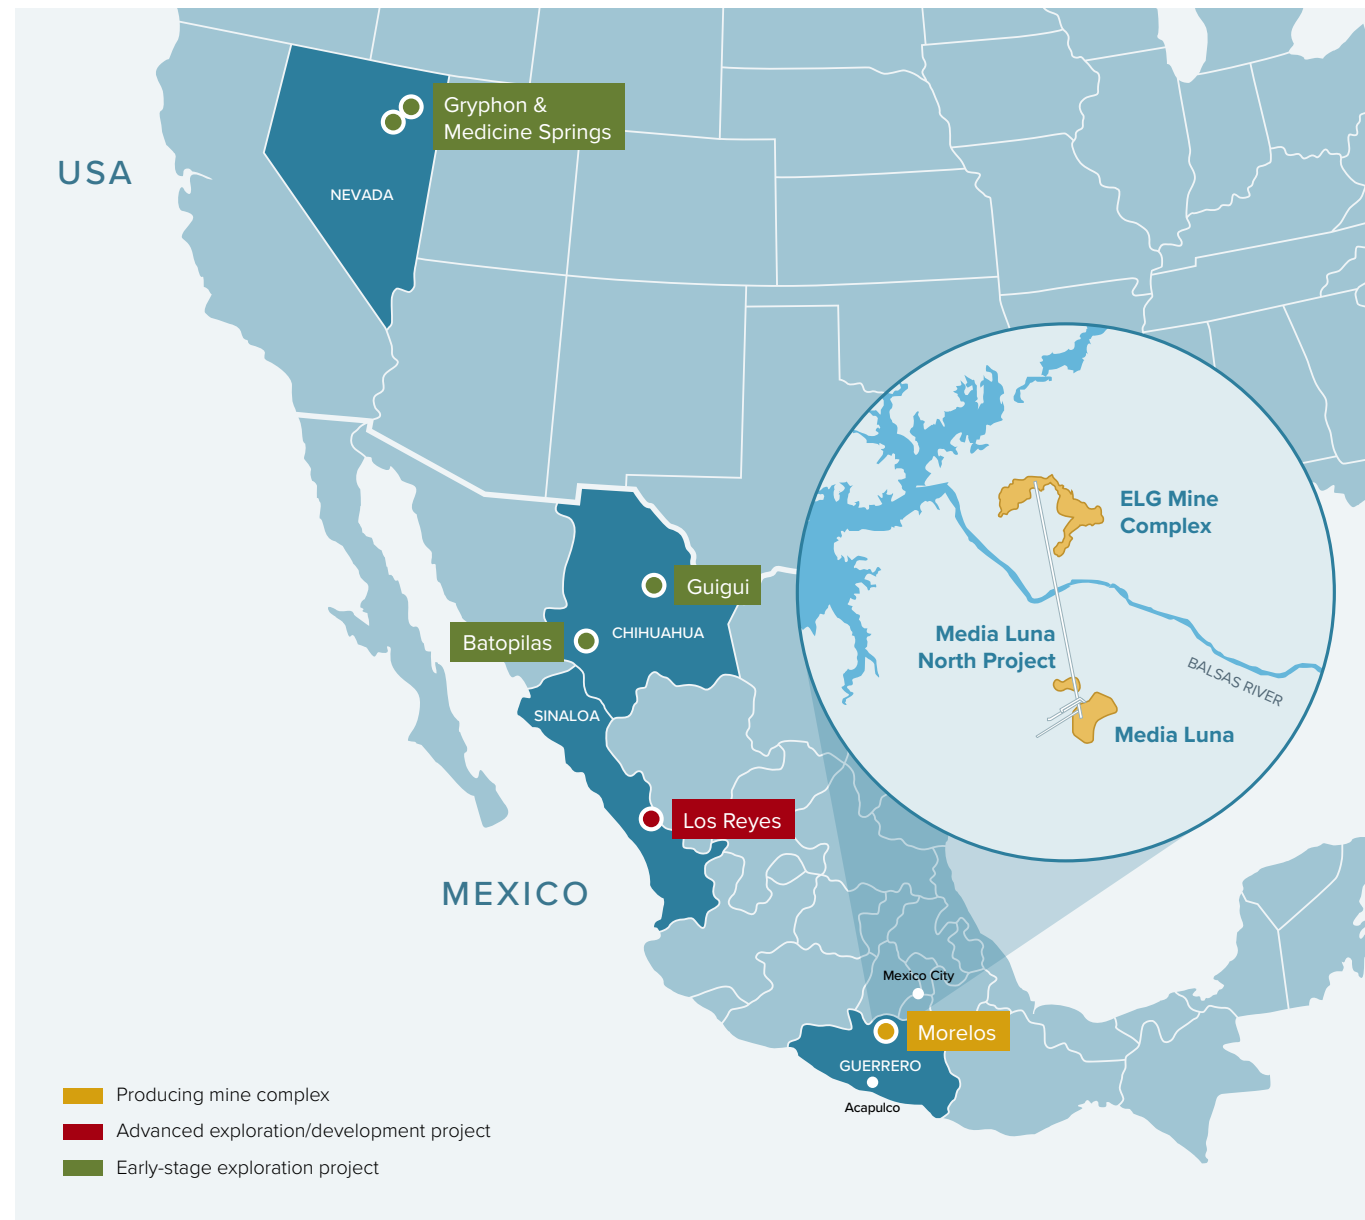 Gryphon &
Medicine Springs
USA
NEVADA
ELG Mine
Complex
Guigui
CHIHUAHUA
Batopilas
Media Luna
North Project
BALSAS RIVER
SINALOA
Media Luna
Los Reyes
MEXICO
Mexico City
Morelos
GUERRERO
Acapulco
Producing mine complex
Advanced exploration/development project
Early-stage exploration project